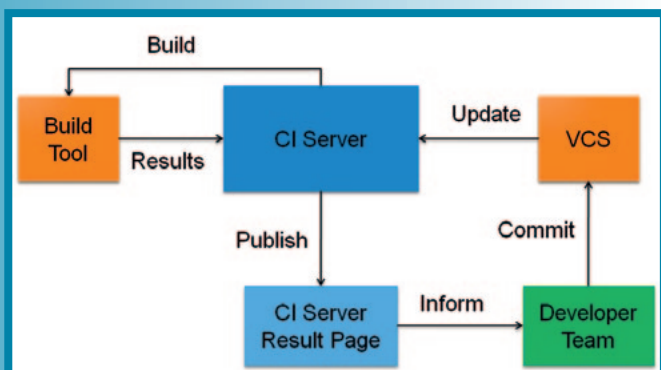 Build
Build
Tool
Results
CI Server
Update
VCS
Publish
Commit
CI Server
Result Page
Inform
Developer
Team